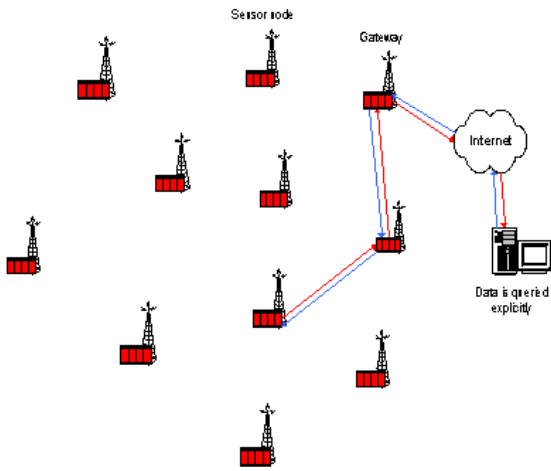 Sensor node
Gateway
Internet
Data is queried
explicitly